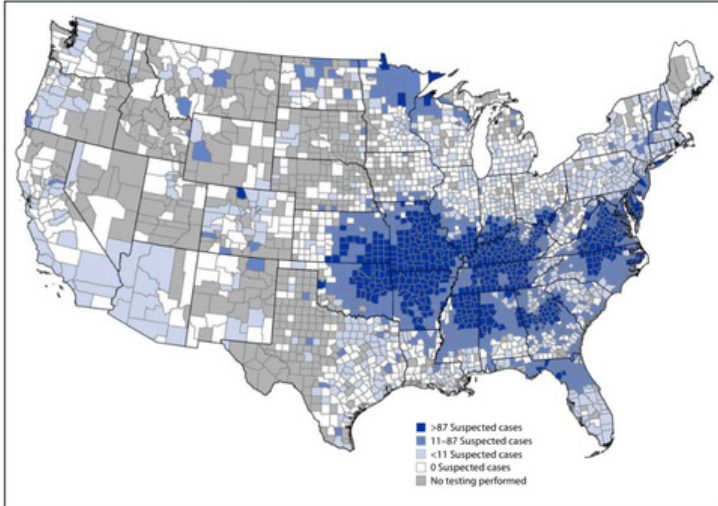 >87 Suspected cases
11–87 Suspected cases
<11 Suspected cases
0 Suspected cases
No testing performed